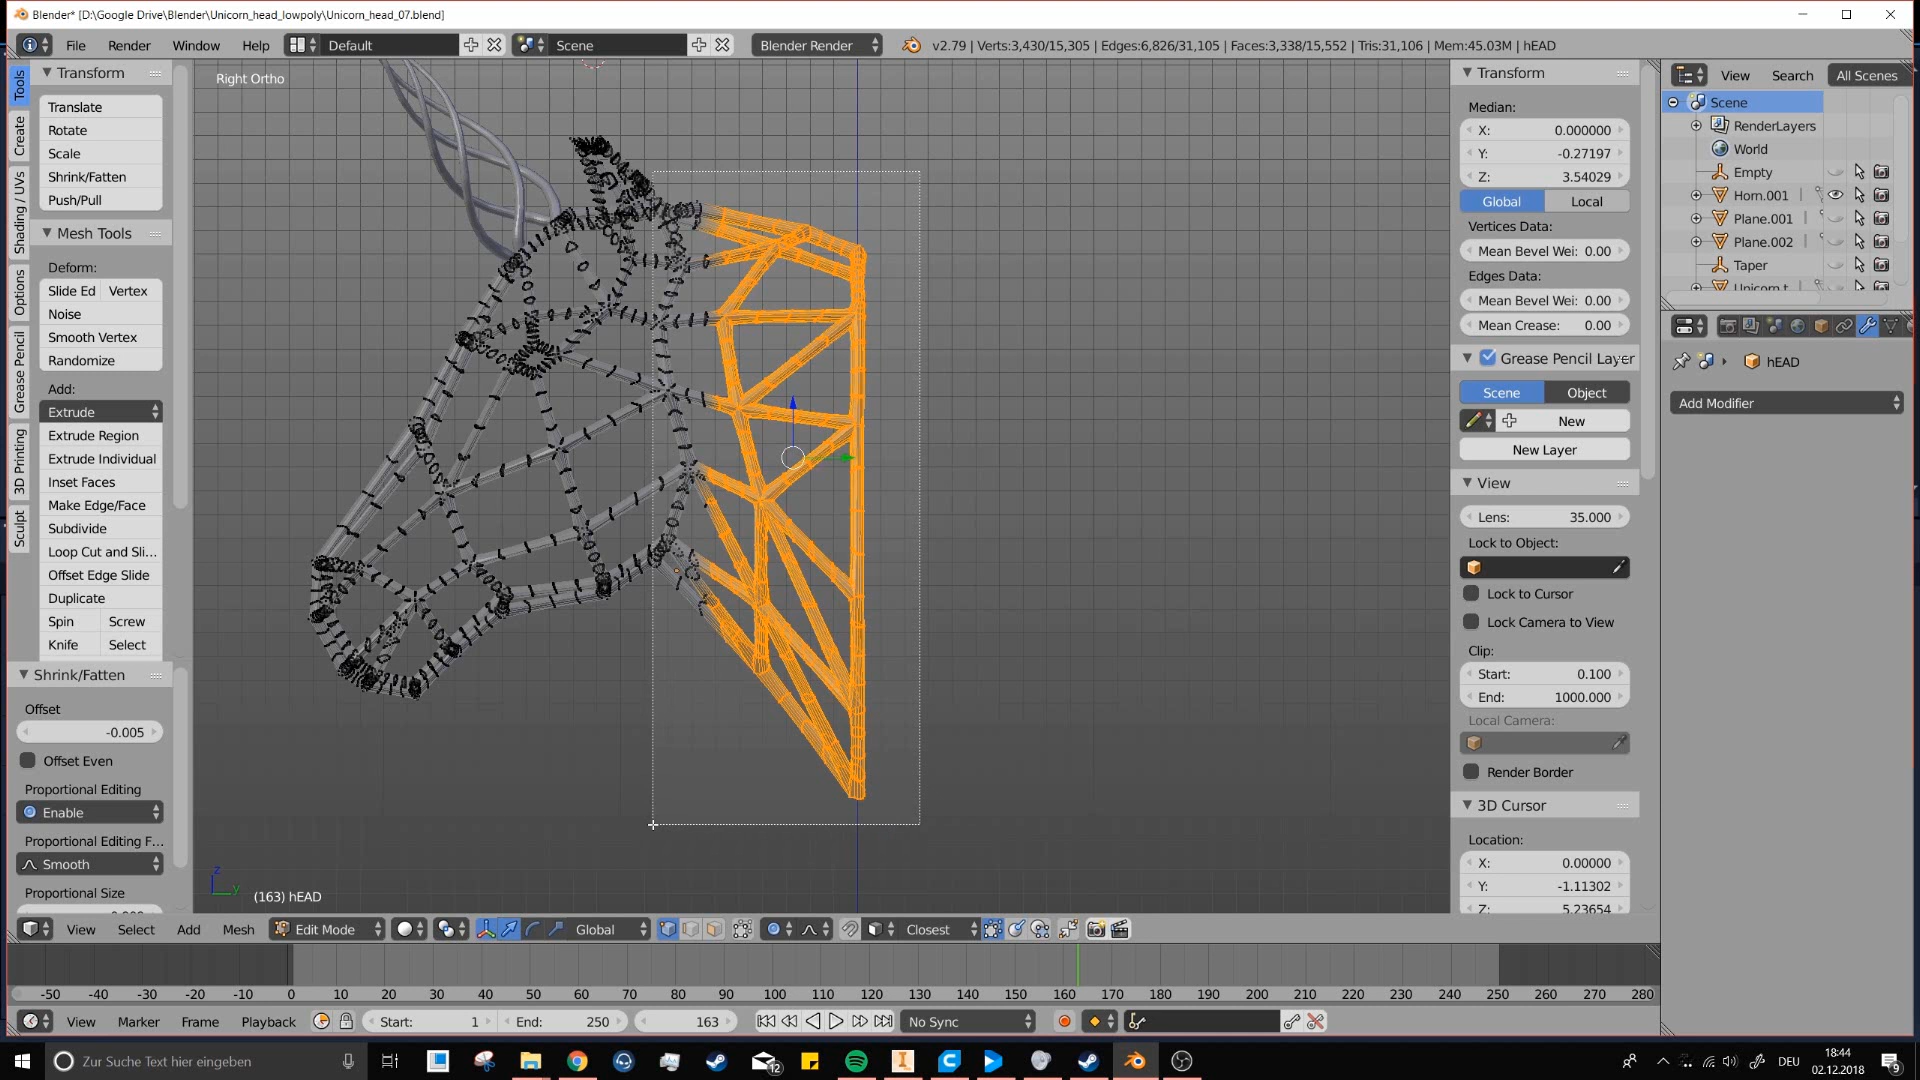 Blender* [D:\Google Drive\Blender\Unicorn_head_lowpoly\Unicorn_head_07.blend]
File Render Window Help Default Scene Blender Render v2.79 | Verts:3,430/15,305 | Edges:6,826/31,105 | Faces:3,338/15,552 | Tris:31,106 | Mem:45.03M | hEAD
Tools
Create
Shading / UVs
Options
Grease Pencil
3D Printing
Sculpt
Transform
Translate
Rotate
Scale
Shrink/Fatten
Push/Pull
Mesh Tools
Deform:
Slide Ed Vertex
Noise
Smooth Vertex
Randomize
Add:
Extrude
Extrude Region
Extrude Individual
Inset Faces
Make Edge/Face
Subdivide
Loop Cut and Sli...
Offset Edge Slide
Duplicate
Spin Screw
Knife Select
Shrink/Fatten
Offset
-0.005
Offset Even
Proportional Editing
Enable
Proportional Editing F...
Smooth
Proportional Size
Right Ortho
z
y
(163) hEAD
Transform
Median:
X: 0.000000
Y: -0.27197
Z: 3.54029
Global Local
Vertices Data:
Mean Bevel Wei: 0.00
Edges Data:
Mean Bevel Wei: 0.00
Mean Crease: 0.00
Grease Pencil Layer
Scene Object
New
New Layer
View
Lens: 35.000
Lock to Object:
Lock to Cursor
Lock Camera to View
Clip:
Start: 0.100
End: 1000.000
Local Camera:
Render Border
3D Cursor
Location:
X: 0.00000
Y: -1.11302
Z: 5.23654
View Search All Scenes
Scene
RenderLayers
World
Empty
Horn.001
Plane.001
Plane.002
Taper
hEAD
Add Modifier
View Select Add Mesh Edit Mode Global Closest
-50 -40 -30 -20 -10 0 10 20 30 40 50 60 70 80 90 100 110 120 130 140 150 160 170 180 190 200 210 220 230 240 250 260 270 280
View Marker Frame Playback Start: 1 End: 250 163 No Sync
Zur Suche Text hier eingeben
12
DEU
18:44
02.12.2018
9